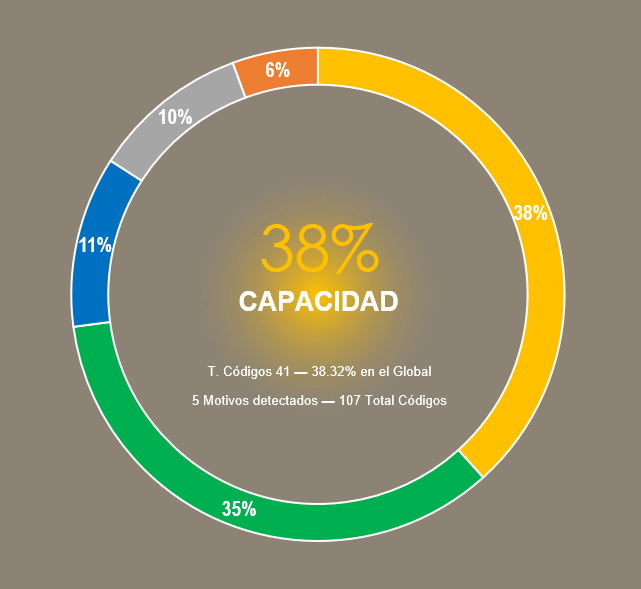 6%
10%
38%
11%
38%
CAPACIDAD
T. Códigos 41 — 38.32% en el Global
5 Motivos detectados — 107 Total Códigos
35%